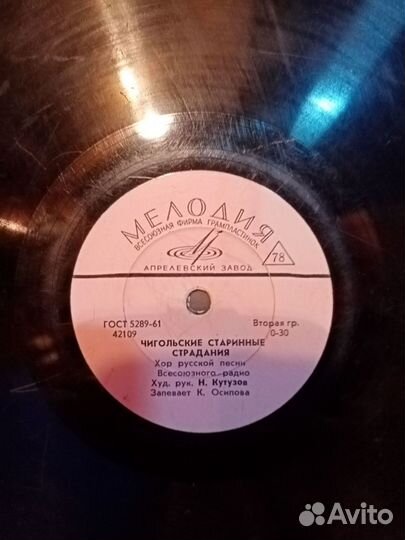 МЕЛОДИЯ
ВСЕСОЮЗНАЯ ФИРМА ГРАМПЛАСТИНОК
78
АПРЕЛЕВСКИЙ ЗАВОД
ГОСТ 5289-61 Вторая гр.
42109 0-30
ЧИГОЛЬСКИЕ СТАРИННЫЕ
СТРАДАНИЯ
Хор русской песни
Всесоюзного радио
Худ. рук. Н. Кутузов
Запевает К. Осипова
Avito